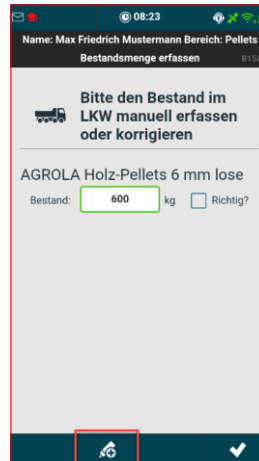 08:23
Name: Max Friedrich Mustermann Bereich: Pellets
Bestandsmenge erfassen
Bitte den Bestand im
LKW manuell erfassen
oder korrigieren
AGROLA Holz-Pellets 6 mm lose
Bestand: 600 kg Richtig?